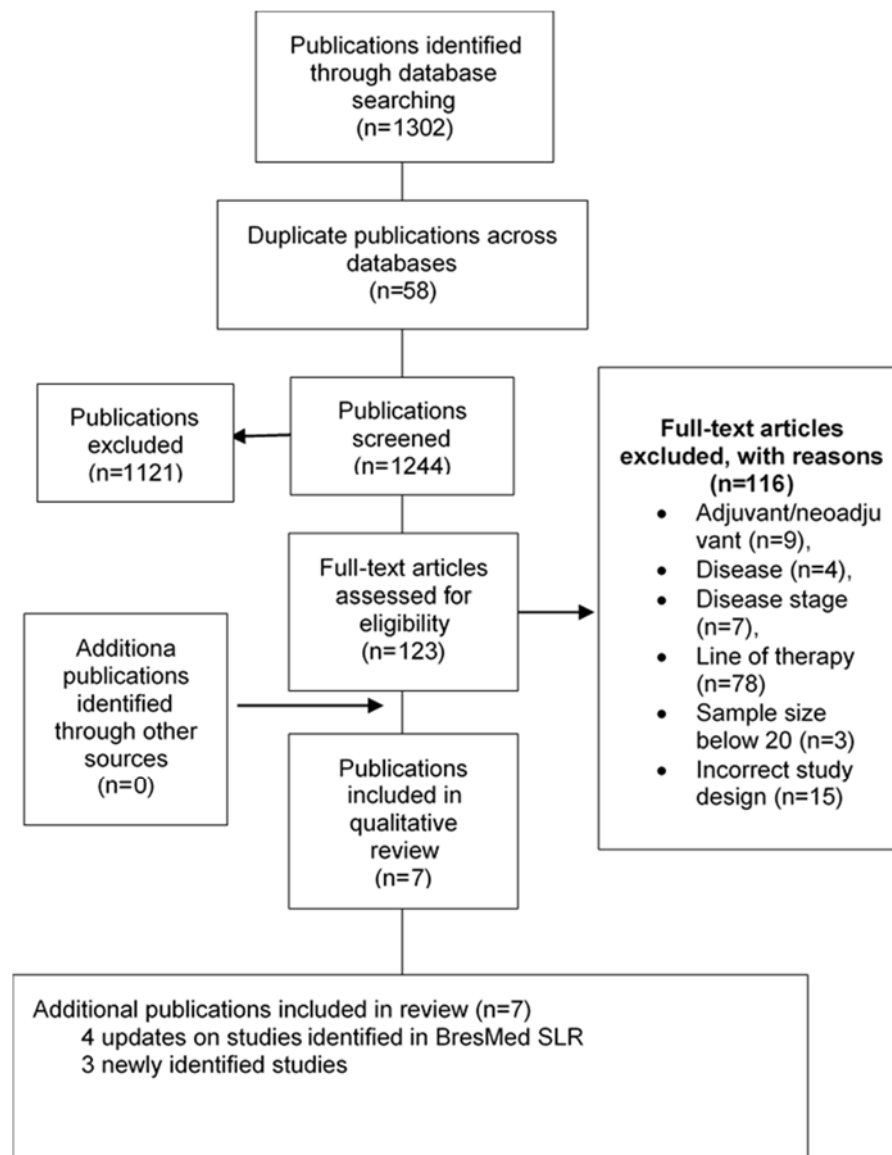 Publications identified
through database
searching
(n=1302)
Duplicate publications across
databases
(n=58)
Publications
excluded
(n=1121)
Publications
screened
(n=1244)
Full-text articles
excluded, with reasons
(n=116)
• Adjuvant/neoadju
vant (n=9),
• Disease (n=4),
• Disease stage
(n=7),
• Line of therapy
(n=78)
• Sample size
below 20 (n=3)
• Incorrect study
design (n=15)
Full-text articles
assessed for
eligibility
(n=123)
Additiona
publications
identified
through other
sources
(n=0)
Publications
included in
qualitative
review
(n=7)
Additional publications included in review (n=7)
4 updates on studies identified in BresMed SLR
3 newly identified studies